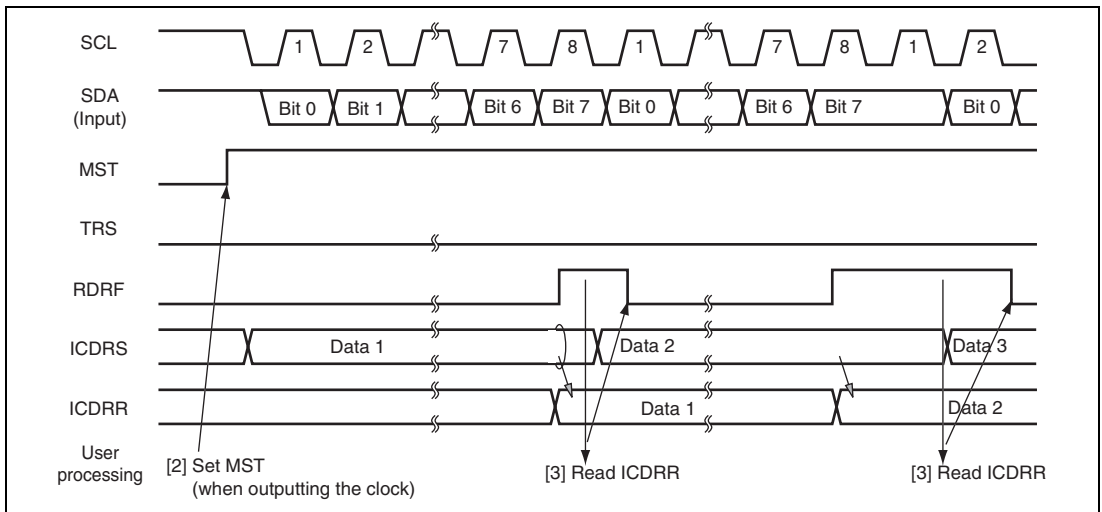 SCL 1 2 7 8 1 7 8 1 2
SDA
(Input)
Bit 0 Bit 1 Bit 6 Bit 7 Bit 0 Bit 6 Bit 7 Bit 0
MST
TRS
RDRF
ICDRS Data 1 Data 2 Data 3
ICDRR Data 1 Data 2
User
processing
[2] Set MST
(when outputting the clock)
[3] Read ICDRR
[3] Read ICDRR